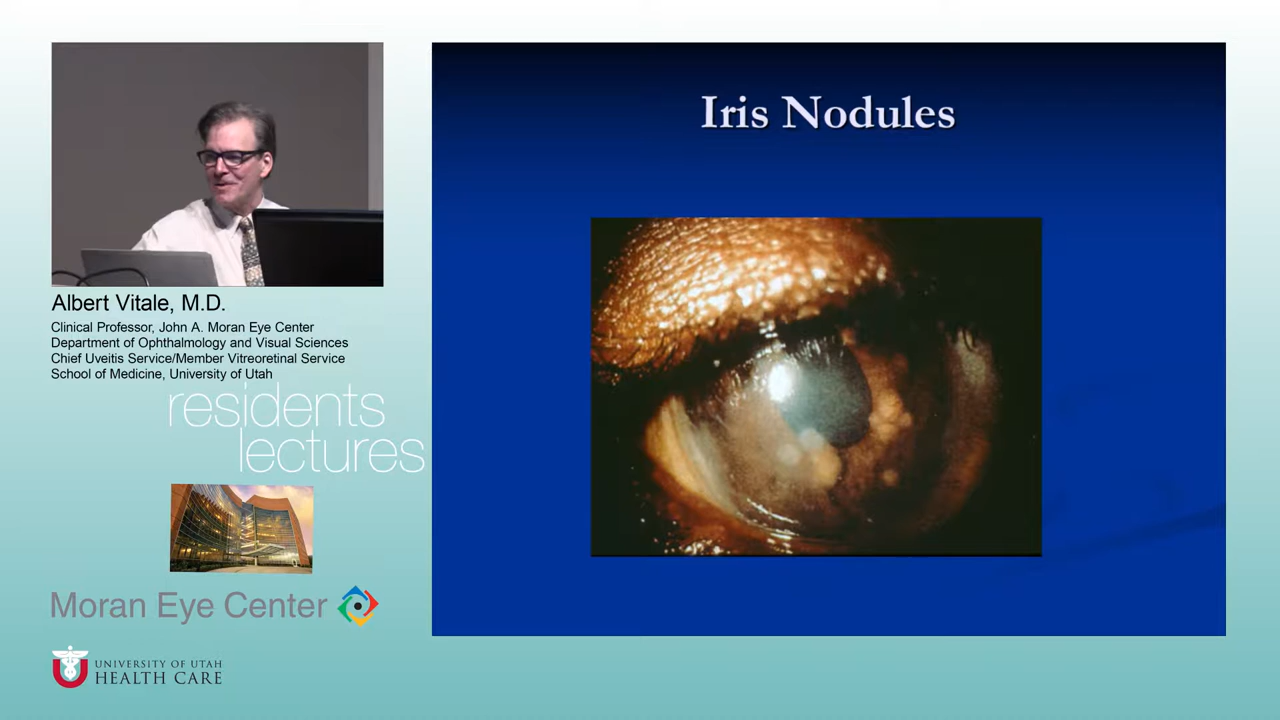 Iris Nodules
Albert Vitale, M.D.
Clinical Professor, John A. Moran Eye Center
Department of Ophthalmology and Visual Sciences
Chief Uveitis Service/Member Vitreoretinal Service
School of Medicine, University of Utah
residents
lectures
Moran Eye Center
UNIVERSITY OF UTAH
HEALTH CARE